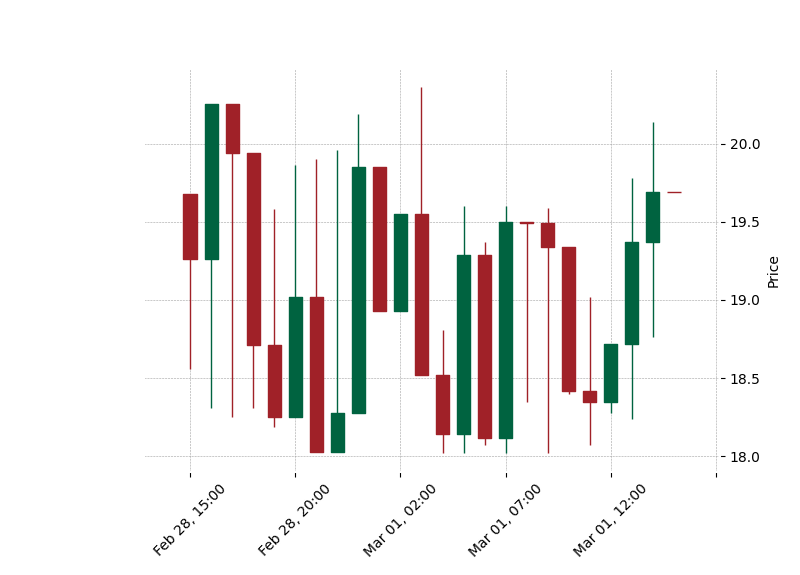 20.0
19.5
19.0
18.5
18.0
Price
Feb 28, 15:00
Feb 28, 20:00
Mar 01, 02:00
Mar 01, 07:00
Mar 01, 12:00